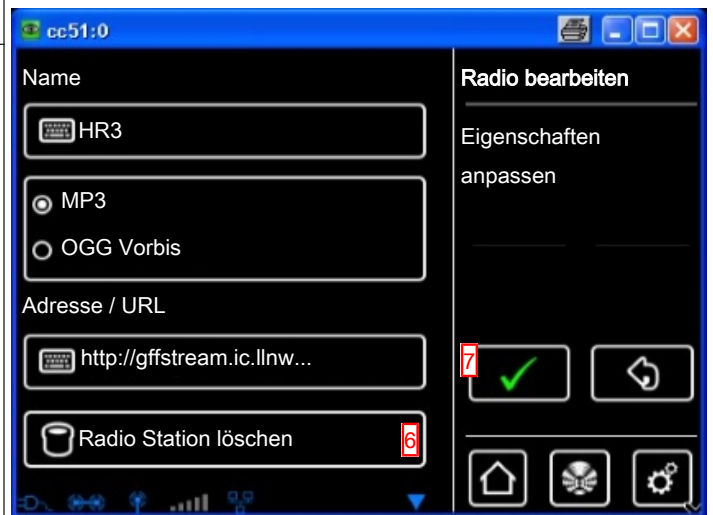 cc51:0
Name
HR3
MP3
OGG Vorbis
Adresse / URL
http://gffstream.ic.llnw...
Radio Station löschen
6
Radio bearbeiten
Eigenschaften
anpassen
7